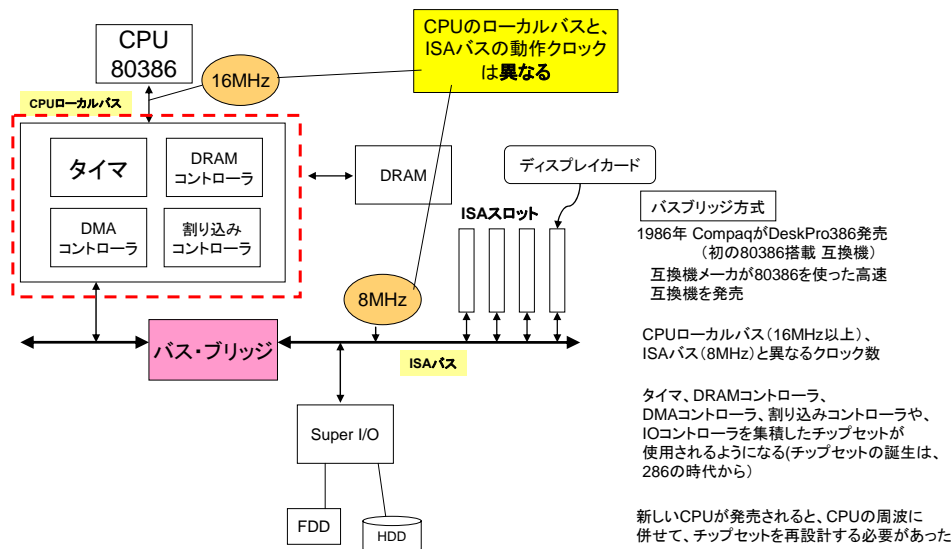 CPU
80386
16MHz
CPUのローカルバスと、
ISAバスの動作クロック
は異なる
CPUローカルバス
タイマ
DRAM
コントローラ
DMA
コントローラ
割り込み
コントローラ
DRAM
ディスプレイカード
ISAスロット
8MHz
バス・ブリッジ
ISAバス
Super I/O
FDD
HDD
バスブリッジ方式
1986年 CompaqがDeskPro386発売
（初の80386搭載 互換機）
互換機メーカが80386を使った高速
互換機を発売
CPUローカルバス（16MHz以上）、
ISAバス（8MHz）と異なるクロック数
タイマ、DRAMコントローラ、
DMAコントローラ、割り込みコントローラや、
IOコントローラを集積したチップセットが
使用されるようになる(チップセットの誕生は、
286の時代から）
新しいCPUが発売されると、CPUの周波に
併せて、チップセットを再設計する必要があった